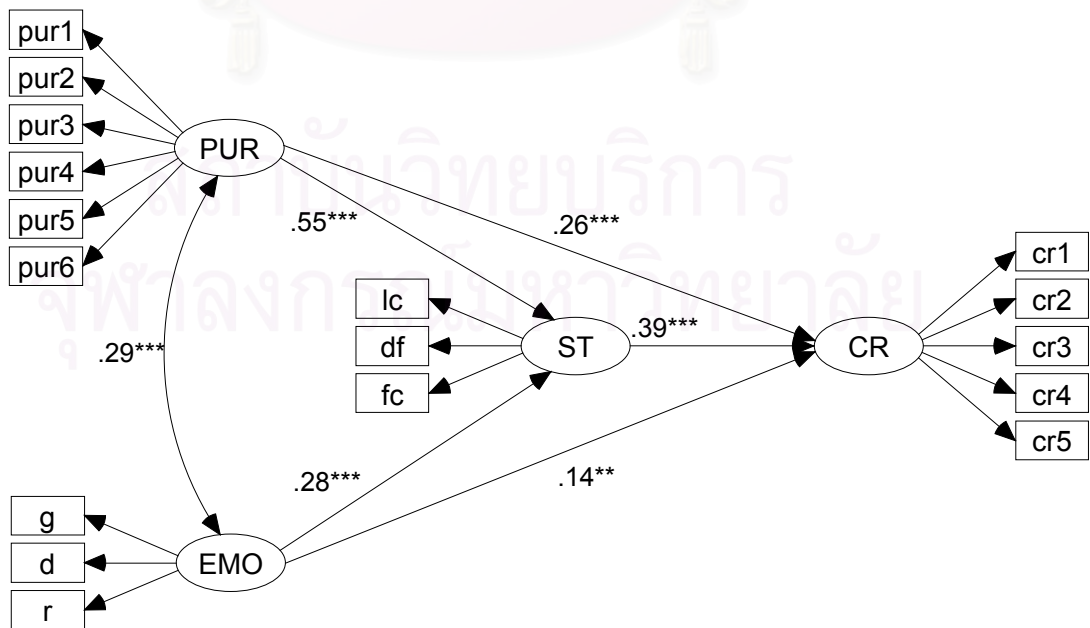 pur1
pur2
pur3
pur4
pur5
pur6
PUR
สถาบันวิทยบริการ
.55***
.26***
จุฬาลงกรณ์มหาวิทยาลัย
.29***
lc
df
fc
ST
.39***
CR
cr1
cr2
cr3
cr4
cr5
.28***
.14**
g
d
r
EMO